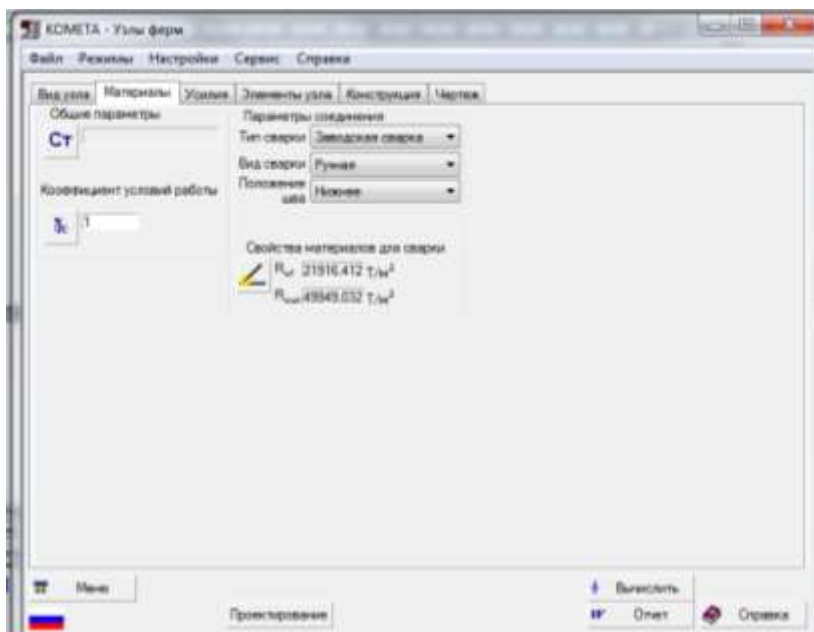 КОМЕТА - Узлы ферм
Файл Режимы Настройки Сервис Справка
Вид узла Материалы Усилия Элементы узла Конструкция Чертеж
Общие параметры
Ст
Коэффициент условий работы
1
Параметры соединения
Тип сварки Заводская сварка
Вид сварки Ручная
Положение шва Нижнее
Свойства материалов для сварки
21916.412 Т/м²
49949.032 Т/м²
Меню
Вычислить
Проектирование
Отчет
Справка